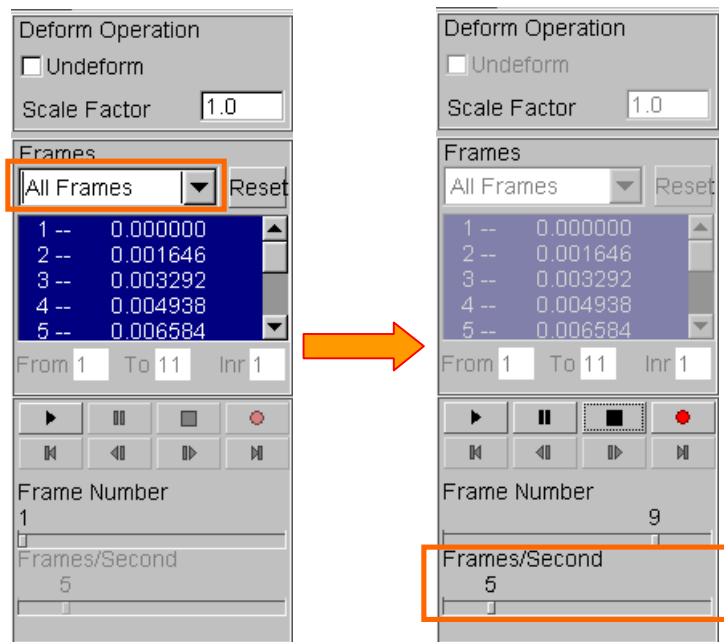 Deform Operation
Undeform
Scale Factor 1.0
Frames
All Frames Reset
1 -- 0.000000
2 -- 0.001646
3 -- 0.003292
4 -- 0.004938
5 -- 0.006584
From 1 To 11 Inr 1
Frame Number
1
Frames/Second
5
Deform Operation
Undeform
Scale Factor 1.0
Frames
All Frames Reset
1 -- 0.000000
2 -- 0.001646
3 -- 0.003292
4 -- 0.004938
5 -- 0.006584
From 1 To 11 Inr 1
Frame Number
9
Frames/Second
5